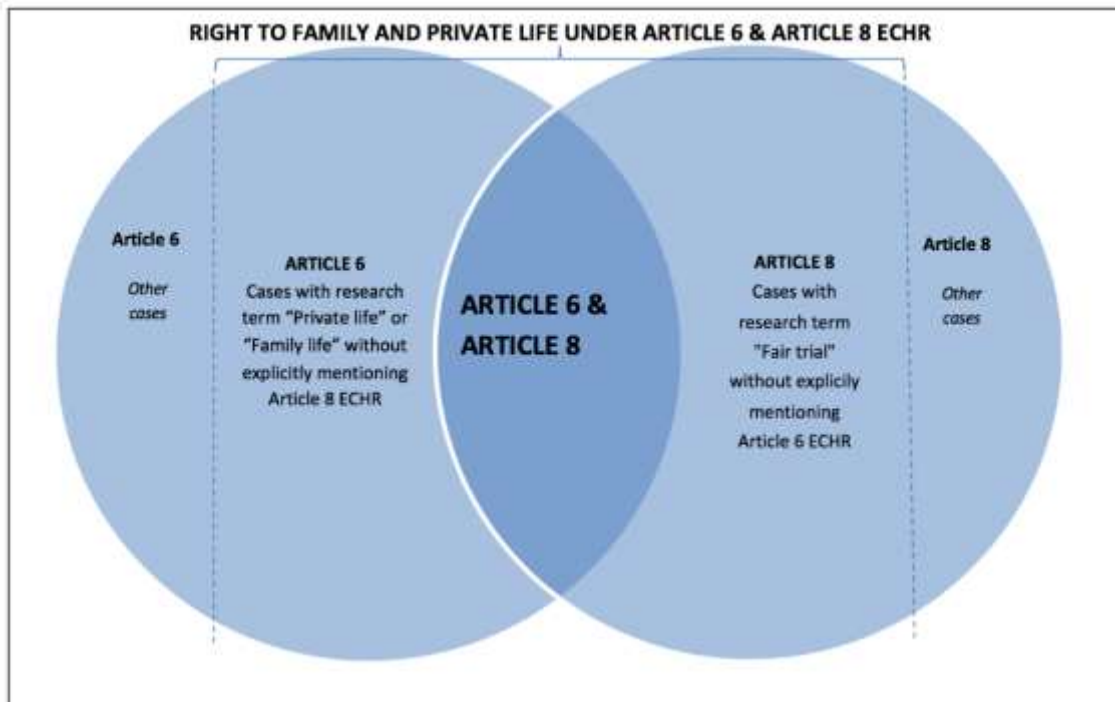 RIGHT TO FAMILY AND PRIVATE LIFE UNDER ARTICLE 6 & ARTICLE 8 ECHR
Article 6
Other
cases
ARTICLE 6
Cases with research
term “Private life” or
“Family life” without
explicitly mentioning
Article 8 ECHR
ARTICLE 6 &
ARTICLE 8
ARTICLE 8
Cases with
research term
"Fair trial"
without explicily
mentioning
Article 6 ECHR
Article 8
Other
cases